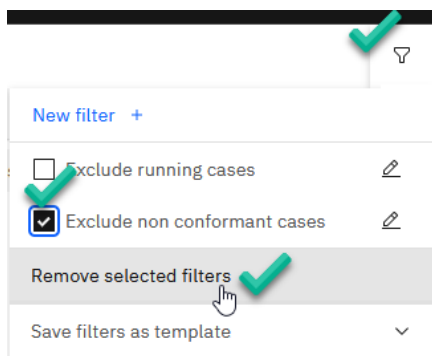 New filter +
Exclude running cases
Exclude non conformant cases
Remove selected filters
Save filters as template